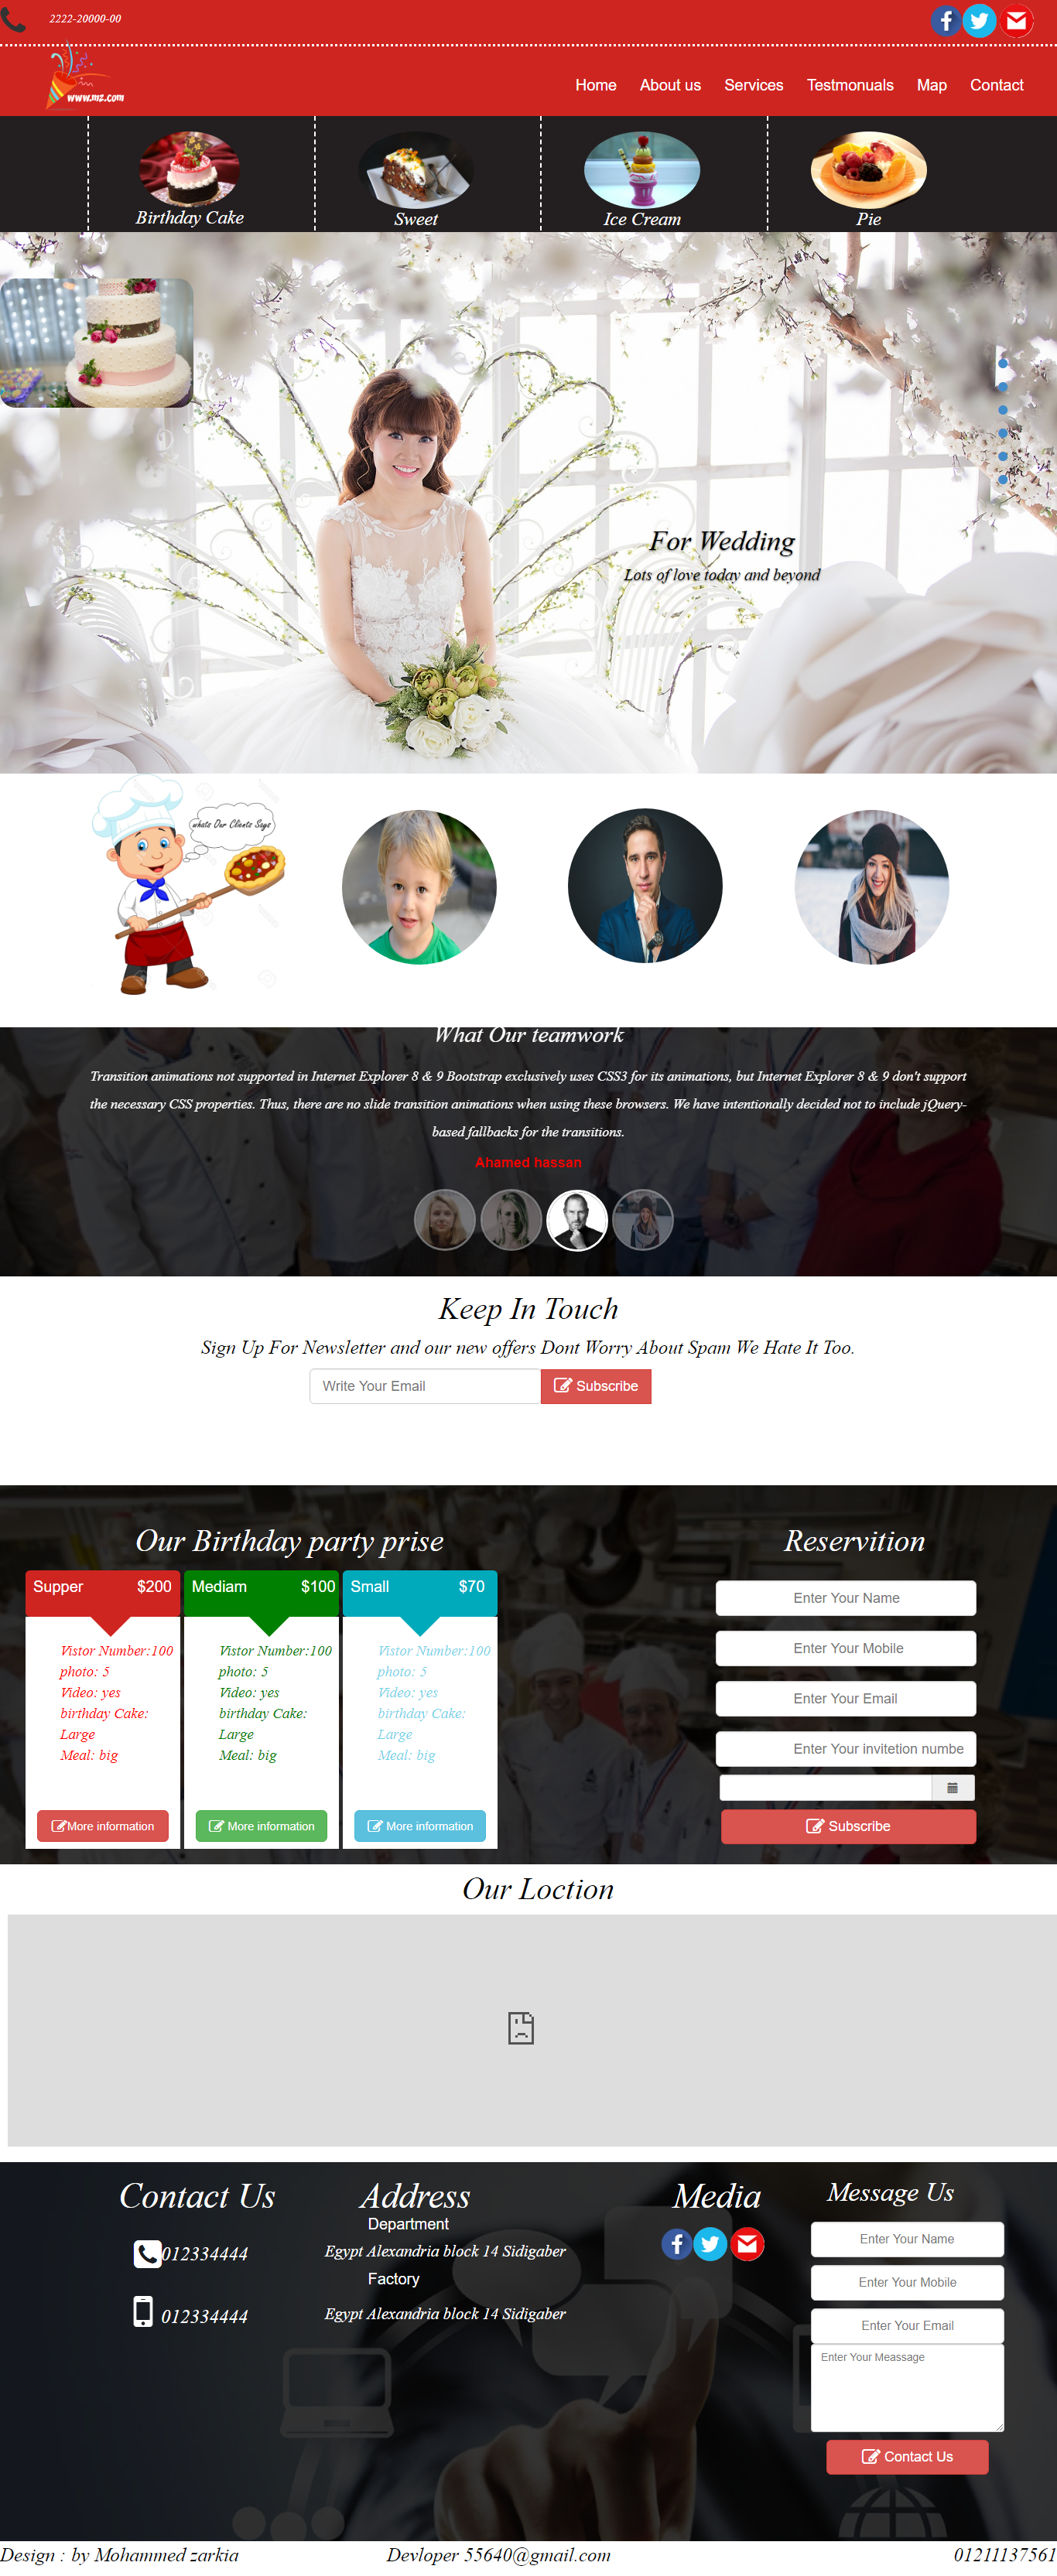 2222-20000-00
www.mz.com
Home About us Services Testmonuals Map Contact
Birthday Cake Sweet Ice Cream Pie
For Wedding
Lots of love today and beyond
whats Our Clients Says
What Our teamwork
Transition animations not supported in Internet Explorer 8 & 9 Bootstrap exclusively uses CSS3 for its animations, but Internet Explorer 8 & 9 don't support
the necessary CSS properties. Thus, there are no slide transition animations when using these browsers. We have intentionally decided not to include jQuery-
based fallbacks for the transitions.
Ahamed hassan
Keep In Touch
Sign Up For Newsletter and our new offers Dont Worry About Spam We Hate It Too.
Write Your Email Subscribe
Our Birthday party prise
Supper $200
Vistor Number:100
photo: 5
Video: yes
birthday Cake:
Large
Meal: big
More information
Mediam $100
Vistor Number:100
photo: 5
Video: yes
birthday Cake:
Large
Meal: big
More information
Small $70
Vistor Number:100
photo: 5
Video: yes
birthday Cake:
Large
Meal: big
More information
Reservition
Enter Your Name
Enter Your Mobile
Enter Your Email
Enter Your invitetion numbe
Subscribe
Our Loction
Contact Us
012334444
012334444
Address
Department
Egypt Alexandria block 14 Sidigaber
Factory
Egypt Alexandria block 14 Sidigaber
Media
Message Us
Enter Your Name
Enter Your Mobile
Enter Your Email
Enter Your Meassage
Contact Us
Design : by Mohammed zarkia Devloper 55640@gmail.com 01211137561